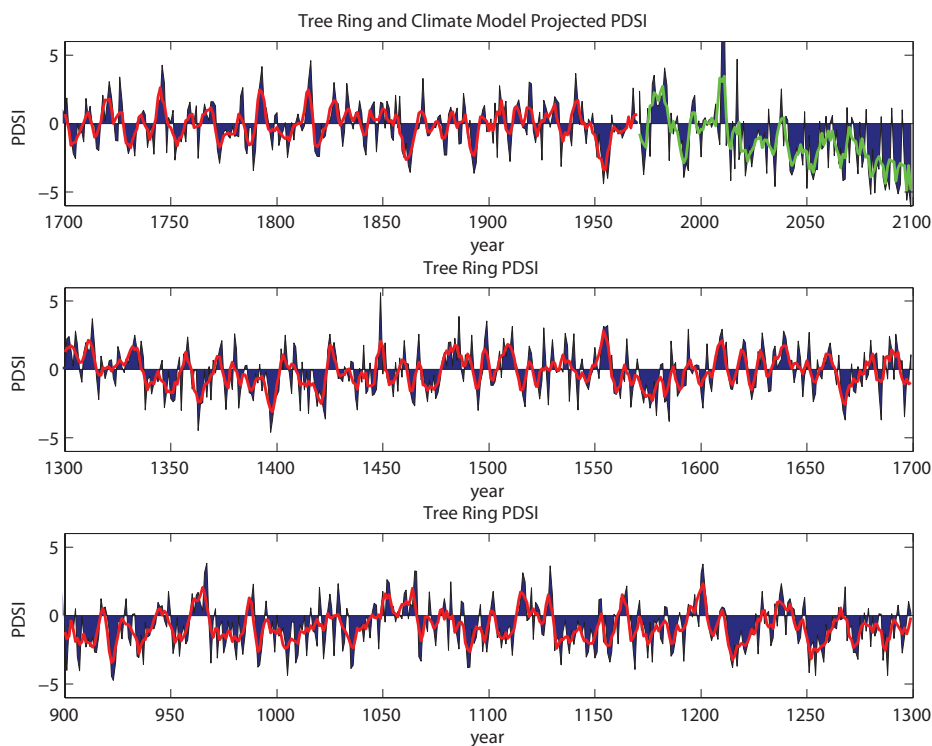 Tree Ring and Climate Model Projected PDSI
5
0
−5
PDSI
1700 1750 1800 1850 1900 1950 2000 2050 2100
year
Tree Ring PDSI
5
0
−5
PDSI
1300 1350 1400 1450 1500 1550 1600 1650 1700
year
Tree Ring PDSI
5
0
−5
PDSI
900 950 1000 1050 1100 1150 1200 1250 1300
year